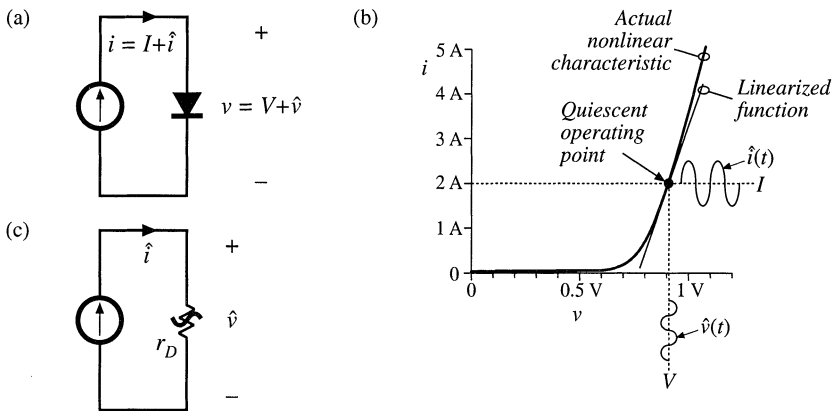 (a)
i = I+î
+
v = V+v̂
−
(b)
i
5 A
4 A
3 A
2 A
1 A
0
0
0.5 V
1 V
v
Actual
nonlinear
characteristic
Linearized
function
Quiescent
operating
point
î(t)
I
v̂(t)
V
(c)
î
+
v̂
r_D
−